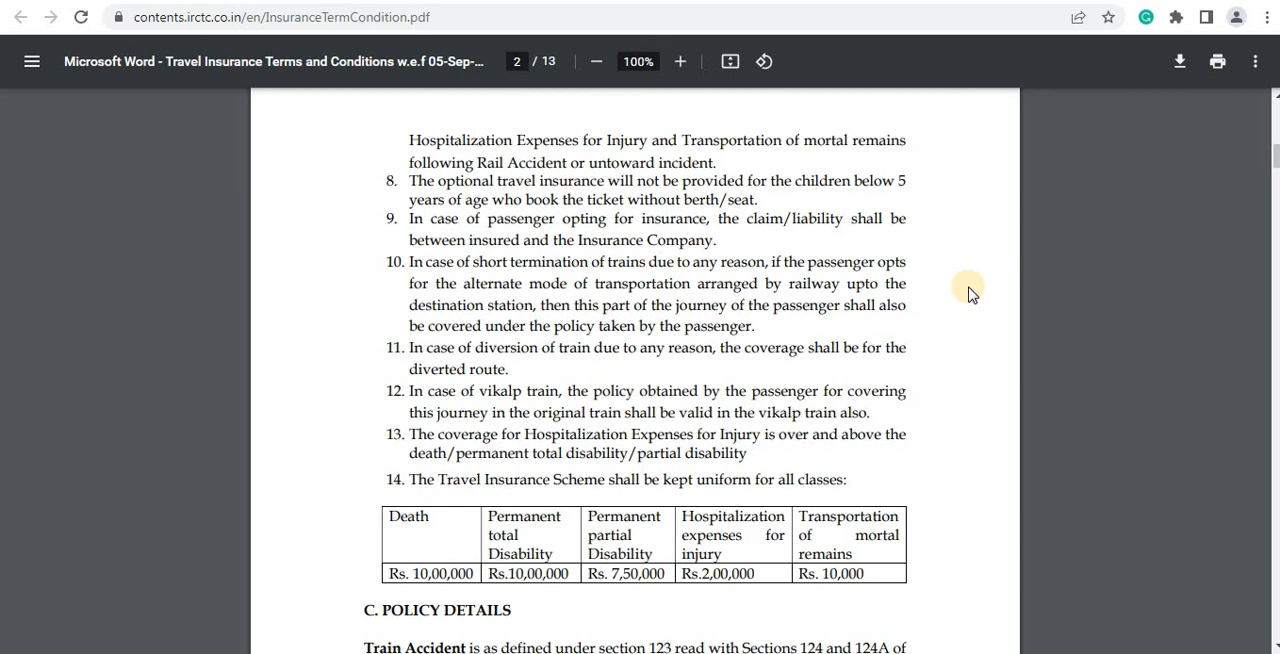 contents.irctc.co.in/en/InsuranceTermCondition.pdf
Microsoft Word - Travel Insurance Terms and Conditions w.e.f 05-Sep-... 2 / 13 100%
Hospitalization Expenses for Injury and Transportation of mortal remains
following Rail Accident or untoward incident.
8. The optional travel insurance will not be provided for the children below 5
years of age who book the ticket without berth/seat.
9. In case of passenger opting for insurance, the claim/liability shall be
between insured and the Insurance Company.
10. In case of short termination of trains due to any reason, if the passenger opts
for the alternate mode of transportation arranged by railway upto the
destination station, then this part of the journey of the passenger shall also
be covered under the policy taken by the passenger.
11. In case of diversion of train due to any reason, the coverage shall be for the
diverted route.
12. In case of vikalp train, the policy obtained by the passenger for covering
this journey in the original train shall be valid in the vikalp train also.
13. The coverage for Hospitalization Expenses for Injury is over and above the
death/permanent total disability/partial disability
14. The Travel Insurance Scheme shall be kept uniform for all classes:
Death Permanent Permanent Hospitalization Transportation
total partial expenses for of mortal
Disability Disability injury remains
Rs. 10,00,000 Rs.10,00,000 Rs. 7,50,000 Rs.2,00,000 Rs. 10,000
C. POLICY DETAILS
Train Accident is as defined under section 123 read with Sections 124 and 124A of